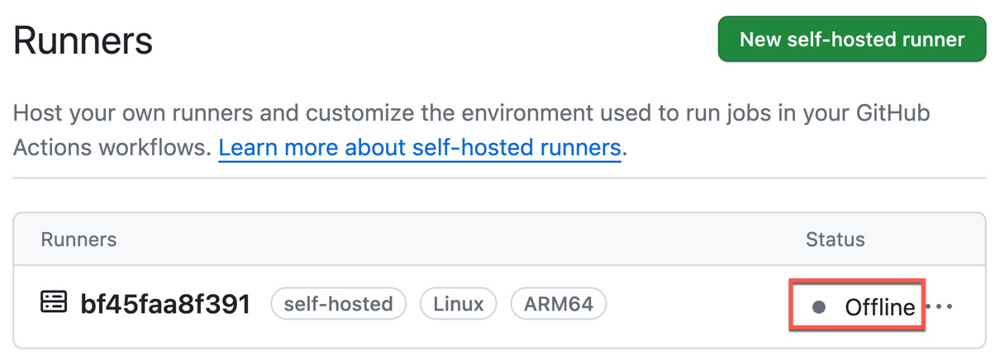 Runners
New self-hosted runner
Host your own runners and customize the environment used to run jobs in your GitHub
Actions workflows. Learn more about self-hosted runners.
Runners Status
bf45faa8f391 self-hosted Linux ARM64 Offline